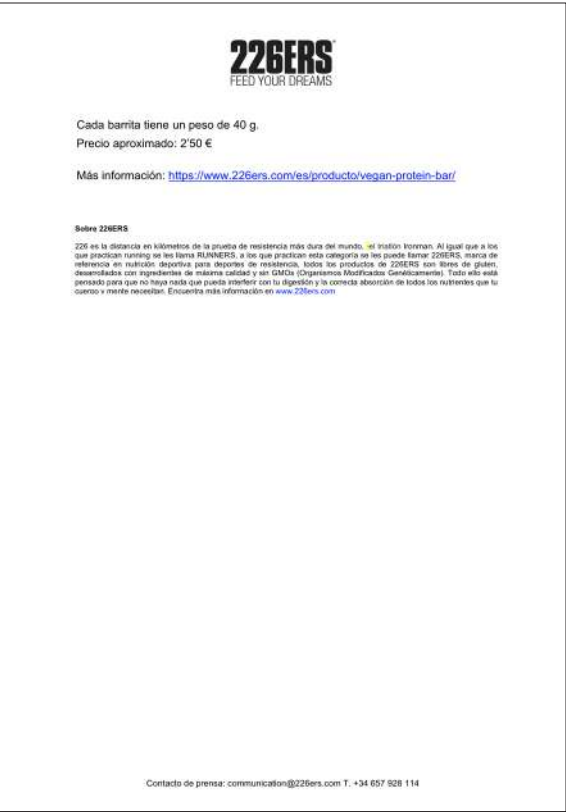 226ERS
FEED YOUR DREAMS
Cada barrita tiene un peso de 40 g.
Precio aproximado: 2'50 €
Más información: https://www.226ers.com/es/producto/vegan-protein-bar/
Sobre 226ERS
226 es la distancia en kilómetros de la prueba de resistencia más dura del mundo, el triatlón Ironman. Al igual que a los
que practican running se les llama RUNNERS, a los que practican esta categoría se les puede llamar 226ERS, marca de
referencia en nutrición deportiva para deportes de resistencia, todos los productos de 226ERS son libres de gluten,
desarrollados con ingredientes de máxima calidad y sin GMOs (Organismos Modificados Genéticamente). Todo ello está
pensado para que no haya nada que pueda interferir con tu digestión y la correcta absorción de todos los nutrientes que tu
cuerpo y mente necesitan. Encuentra más información en www.226ers.com
Contacto de prensa: communication@226ers.com T. +34 657 928 114